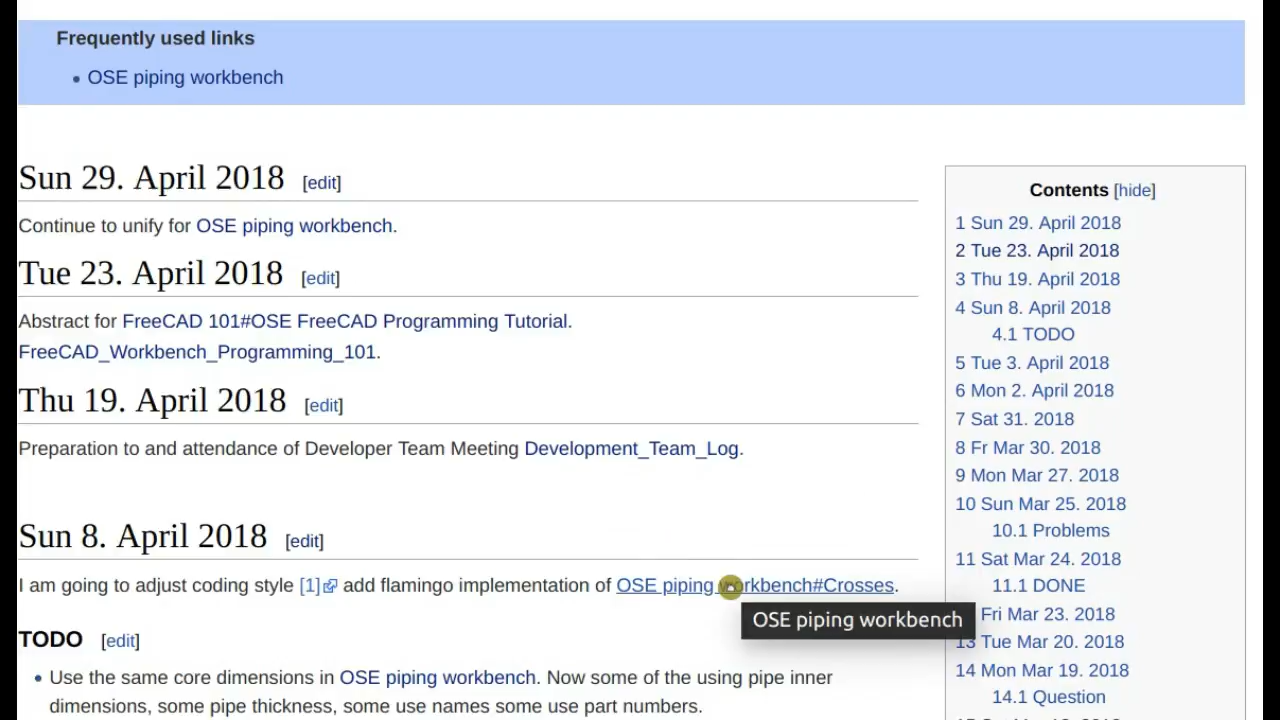 Frequently used links
• OSE piping workbench
Sun 29. April 2018 [edit]
Continue to unify for OSE piping workbench.
Tue 23. April 2018 [edit]
Abstract for FreeCAD 101#OSE FreeCAD Programming Tutorial.
FreeCAD_Workbench_Programming_101.
Thu 19. April 2018 [edit]
Preparation to and attendance of Developer Team Meeting Development_Team_Log.
Sun 8. April 2018 [edit]
I am going to adjust coding style [1] add flamingo implementation of OSE piping workbench#Crosses.
OSE piping workbench
TODO [edit]
• Use the same core dimensions in OSE piping workbench. Now some of the using pipe inner
dimensions, some pipe thickness, some use names some use part numbers.
Contents [hide]
1 Sun 29. April 2018
2 Tue 23. April 2018
3 Thu 19. April 2018
4 Sun 8. April 2018
4.1 TODO
5 Tue 3. April 2018
6 Mon 2. April 2018
7 Sat 31. 2018
8 Fr Mar 30. 2018
9 Mon Mar 27. 2018
10 Sun Mar 25. 2018
10.1 Problems
11 Sat Mar 24. 2018
11.1 DONE
Fri Mar 23. 2018
13 Tue Mar 20. 2018
14 Mon Mar 19. 2018
14.1 Question